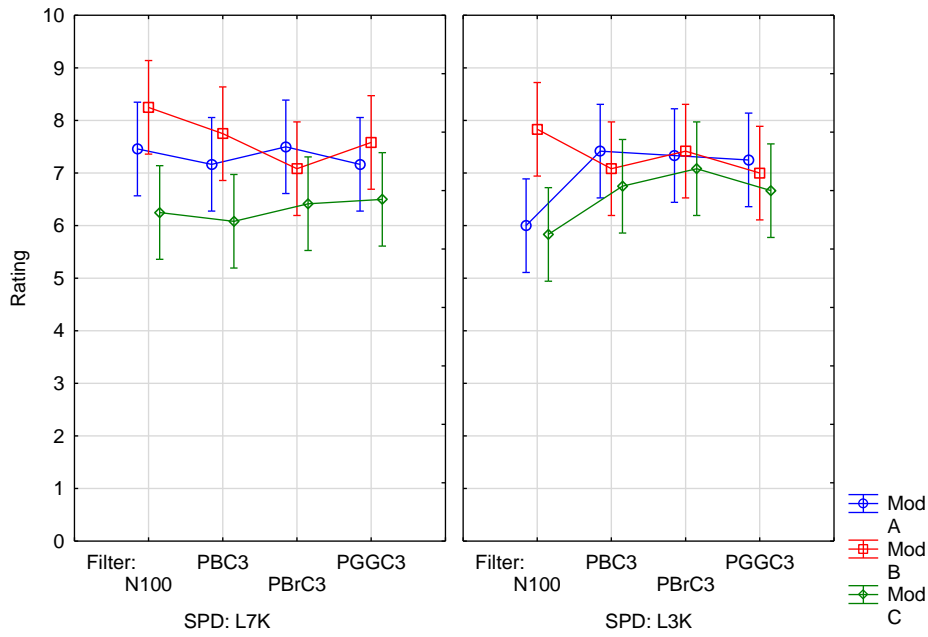 10
9
8
7
6
5
4
3
2
1
0
Rating
Filter: PBC3 PGGC3 PBC3 PGGC3
N100 PBrC3 N100 PBrC3
SPD: L7K SPD: L3K
Mod
A
Mod
B
Mod
C